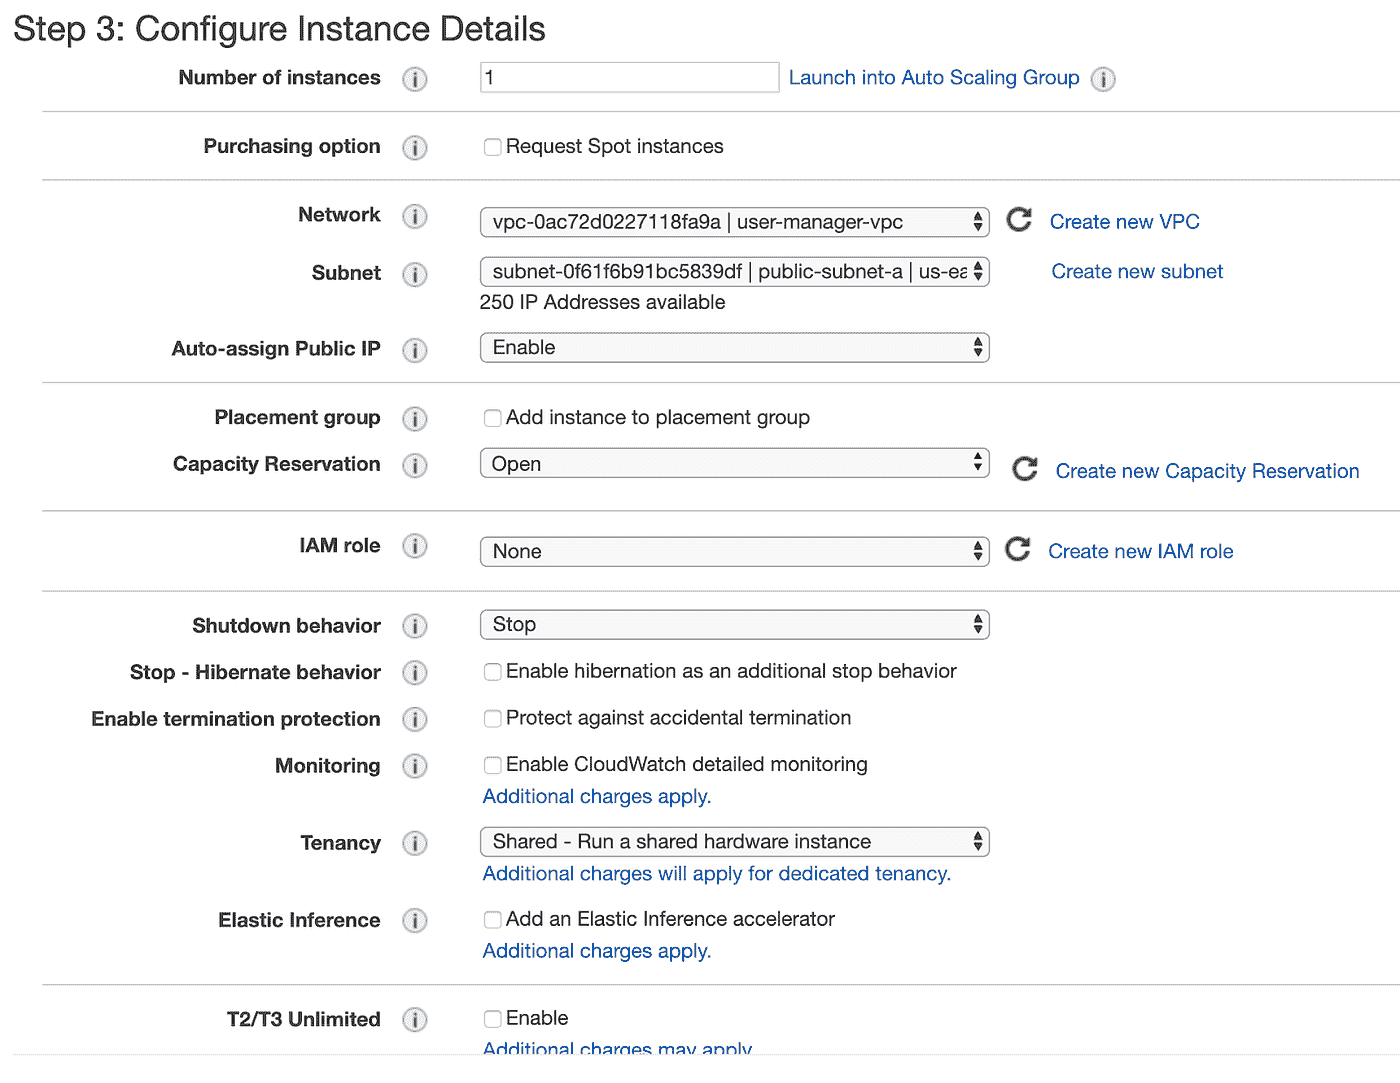 Step 3: Configure Instance Details
Number of instances 1 Launch into Auto Scaling Group
Purchasing option Request Spot instances
Network vpc-0ac72d0227118fa9a | user-manager-vpc Create new VPC
Subnet subnet-0f61f6b91bc5839df | public-subnet-a | us-ea Create new subnet
250 IP Addresses available
Auto-assign Public IP Enable
Placement group Add instance to placement group
Capacity Reservation Open Create new Capacity Reservation
IAM role None Create new IAM role
Shutdown behavior Stop
Stop - Hibernate behavior Enable hibernation as an additional stop behavior
Enable termination protection Protect against accidental termination
Monitoring Enable CloudWatch detailed monitoring
Additional charges apply.
Tenancy Shared - Run a shared hardware instance
Additional charges will apply for dedicated tenancy.
Elastic Inference Add an Elastic Inference accelerator
Additional charges apply.
T2/T3 Unlimited Enable
Additional charges may apply